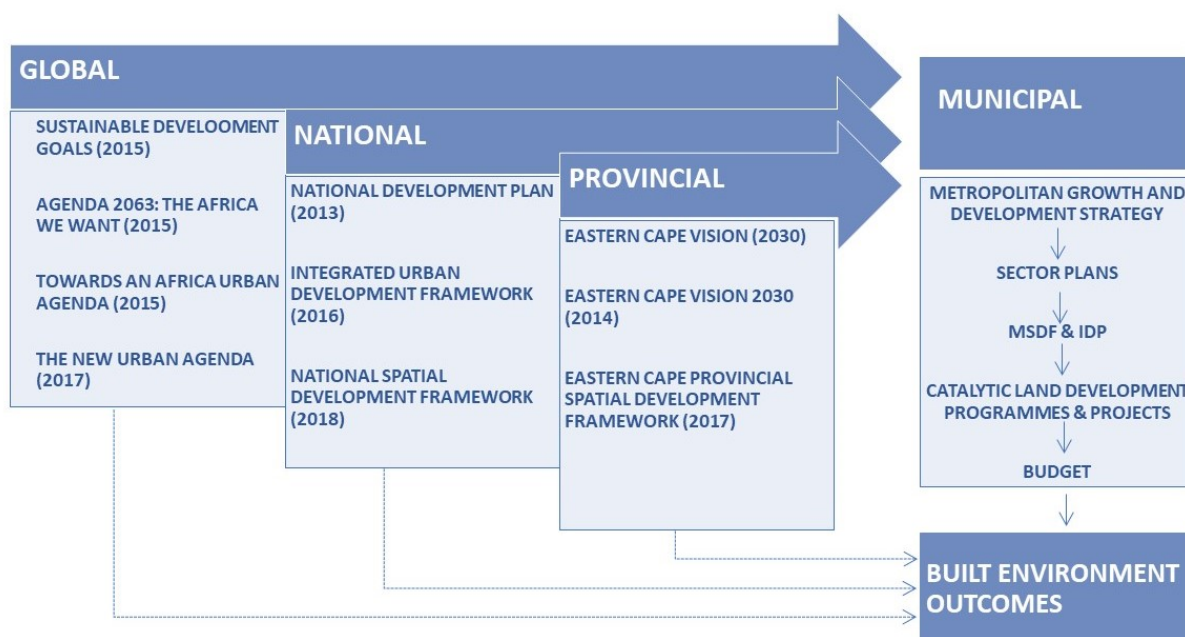 GLOBAL
SUSTAINABLE DEVELOOMENT
GOALS (2015)
AGENDA 2063: THE AFRICA
WE WANT (2015)
TOWARDS AN AFRICA URBAN
AGENDA (2015)
THE NEW URBAN AGENDA
(2017)
NATIONAL
NATIONAL DEVELOPMENT PLAN
(2013)
INTEGRATED URBAN
DEVELOPMENT FRAMEWORK
(2016)
NATIONAL SPATIAL
DEVELOPMENT FRAMEWORK
(2018)
PROVINCIAL
EASTERN CAPE VISION (2030)
EASTERN CAPE VISION 2030
(2014)
EASTERN CAPE PROVINCIAL
SPATIAL DEVELOPMENT
FRAMEWORK (2017)
MUNICIPAL
METROPOLITAN GROWTH AND
DEVELOPMENT STRATEGY
SECTOR PLANS
MSDF & IDP
CATALYTIC LAND DEVELOPMENT
PROGRAMMES & PROJECTS
BUDGET
BUILT ENVIRONMENT
OUTCOMES